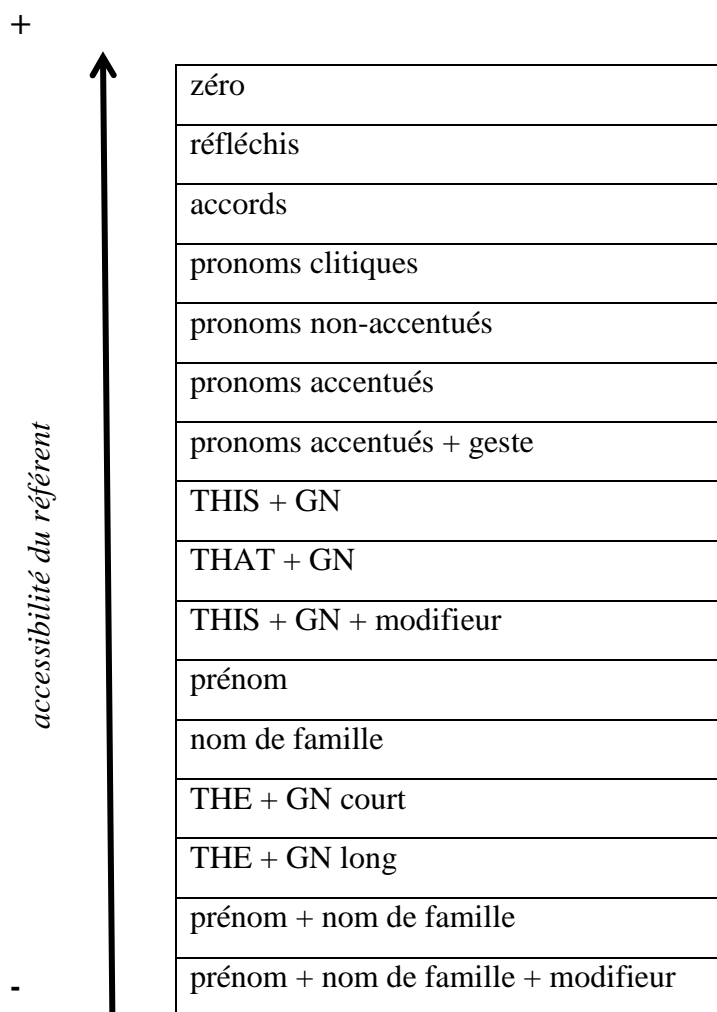 +
zéro
réfléchis
accords
pronoms clitiques
pronoms non-accentués
pronoms accentués
pronoms accentués + geste
THIS + GN
THAT + GN
THIS + GN + modifieur
prénom
nom de famille
THE + GN court
THE + GN long
prénom + nom de famille
prénom + nom de famille + modifieur
-
accessibilité du référent